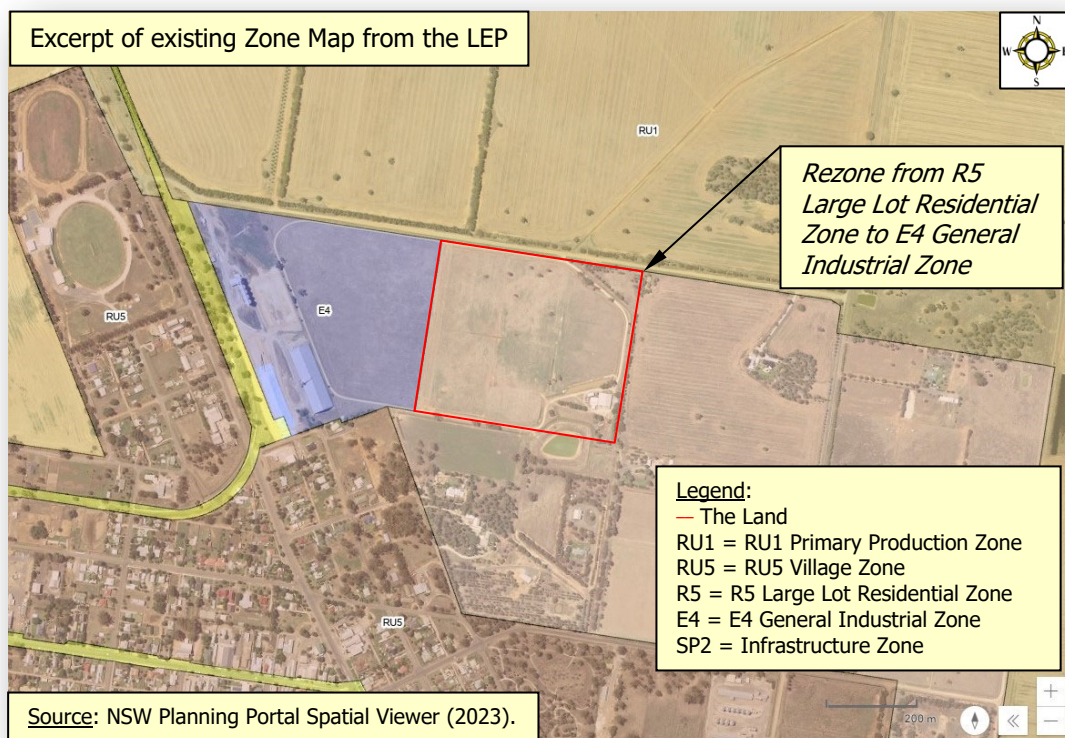 Excerpt of existing Zone Map from the LEP
N
W E
S
RU1
Rezone from R5
Large Lot Residential
Zone to E4 General
Industrial Zone
E4
RU5
Legend:
— The Land
RU1 = RU1 Primary Production Zone
RU5 = RU5 Village Zone
R5 = R5 Large Lot Residential Zone
E4 = E4 General Industrial Zone
SP2 = Infrastructure Zone
RU5
Source: NSW Planning Portal Spatial Viewer (2023).
200 m